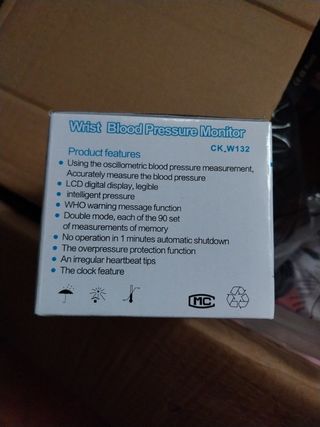 Wrist Blood Pressure Monitor
CK_W132
Product features
• Using the oscillometric blood pressure measurement,
Accurately measure the blood pressure
• LCD digital display, legible
• intelligent pressure
• WHO warning message function
• Double mode, each of the 90 set
of measurements of memory
• No operation in 1 minutes automatic shutdown
• The overpressure protection function
• An irregular heartbeat tips
• The clock feature
MC